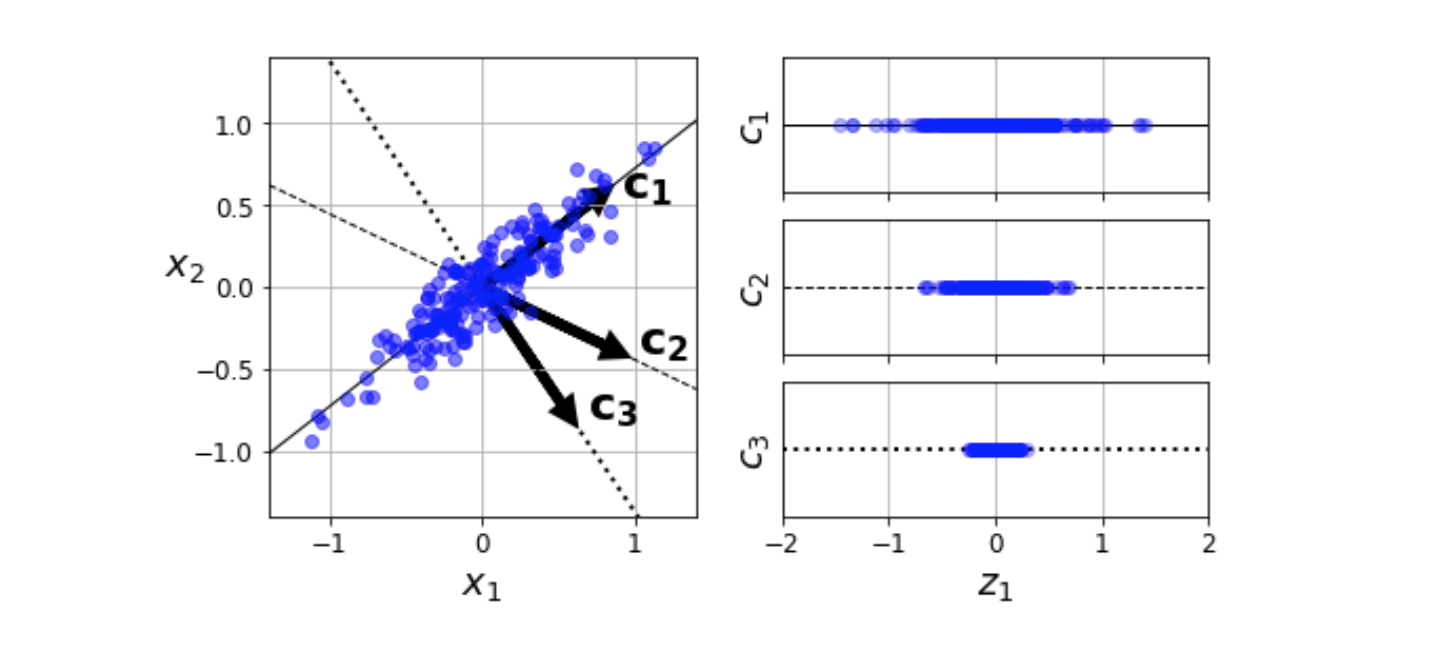 1.0
0.5
0.0
−0.5
−1.0
x₂
−1 0 1
x₁
c₁
c₂
c₃
C₁
C₂
C₃
−2 −1 0 1 2
z₁